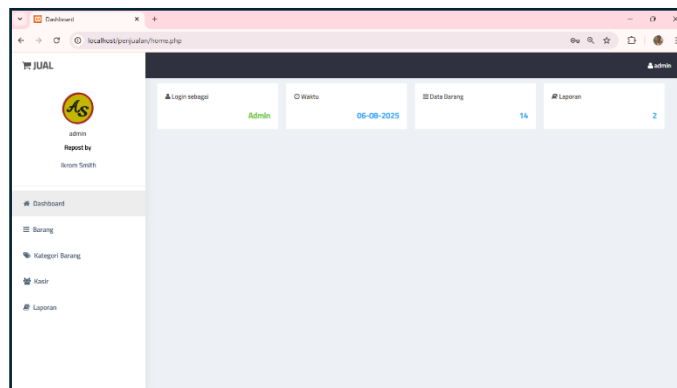 Dashboard
localhost/penjualan/home.php
JUAL
admin
AS
admin
Repost by
Ikrom Smith
Dashboard
Barang
Kategori Barang
Kasir
Laporan
Login sebagai
Admin
Waktu
06-08-2025
Data Barang
14
Laporan
2